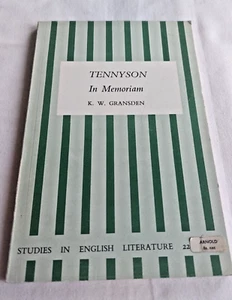 TENNYSON
In Memoriam
K. W. GRANSDEN
STUDIES IN ENGLISH LITERATURE 22
ARNOLD